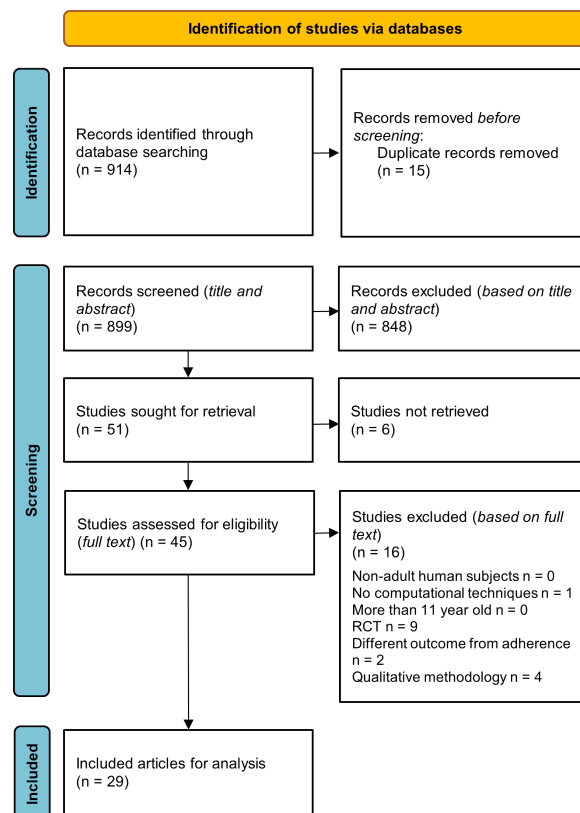 Identification of studies via databases
Identification
Records identified through
database searching
(n = 914)
Records removed before
screening:
Duplicate records removed
(n = 15)
Screening
Records screened (title and
abstract)
(n = 899)
Records excluded (based on title
and abstract)
(n = 848)
Studies sought for retrieval
(n = 51)
Studies not retrieved
(n = 6)
Studies assessed for eligibility
(full text) (n = 45)
Studies excluded (based on full
text)
(n = 16)
Non-adult human subjects n = 0
No computational techniques n = 1
More than 11 year old n = 0
RCT n = 9
Different outcome from adherence
n = 2
Qualitative methodology n = 4
Included
Included articles for analysis
(n = 29)